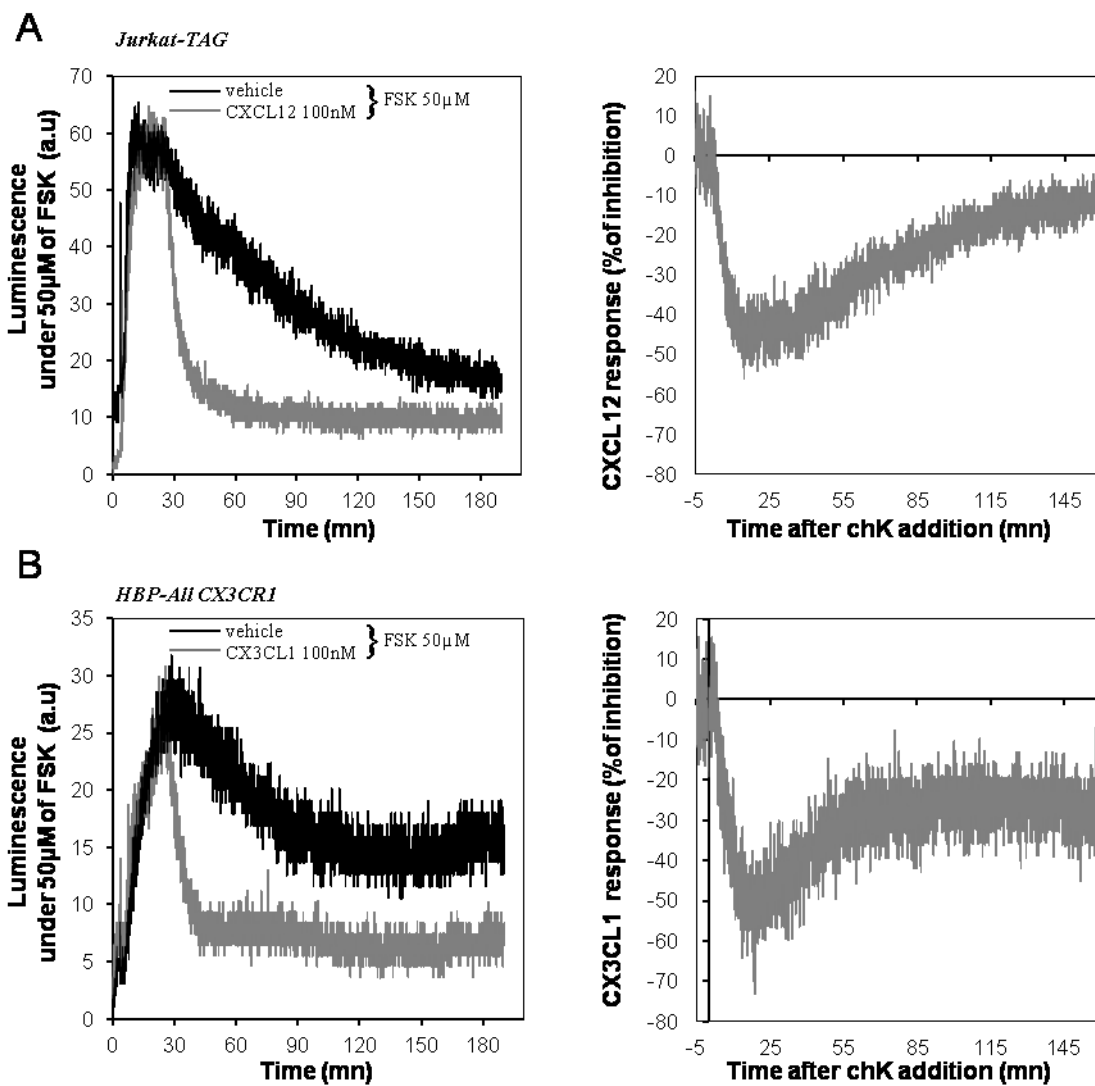 A
Jurkat-TAG
vehicle
CXCL12 100nM
} FSK 50µM
Luminescence
under 50µM of FSK (a.u)
70
60
50
40
30
20
10
0
0 30 60 90 120 150 180
Time (mn)
CXCL12 response (% of inhibition)
20
10
0
-10
-20
-30
-40
-50
-60
-70
-80
-5 25 55 85 115 145
Time after chK addition (mn)
B
HBP-All CX3CR1
vehicle
CX3CL1 100nM
} FSK 50µM
Luminescence
under 50µM of FSK (a.u)
35
30
25
20
15
10
5
0
0 30 60 90 120 150 180
Time (mn)
CX3CL1 response (% of inhibition)
20
10
0
-10
-20
-30
-40
-50
-60
-70
-80
-5 25 55 85 115 145
Time after chK addition (mn)